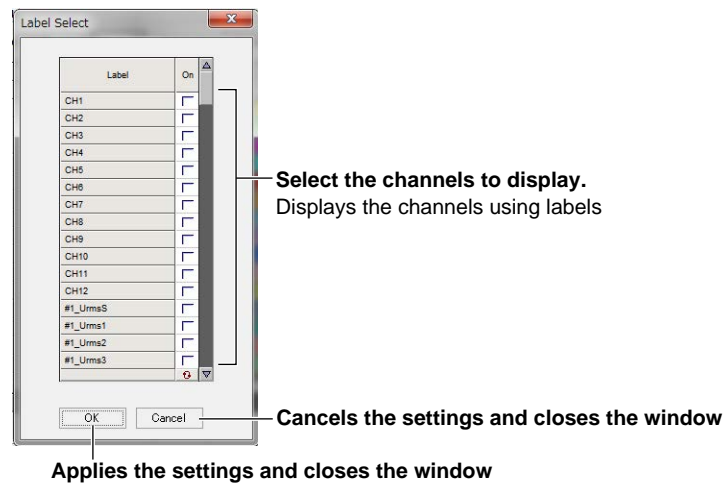 Label Select
Label On
CH1
CH2
CH3
CH4
CH5
CH6
CH7
CH8
CH9
CH10
CH11
CH12
#1_UrmsS
#1_Urms1
#1_Urms2
#1_Urms3
Select the channels to display.
Displays the channels using labels
OK Cancel
Cancels the settings and closes the window
Applies the settings and closes the window